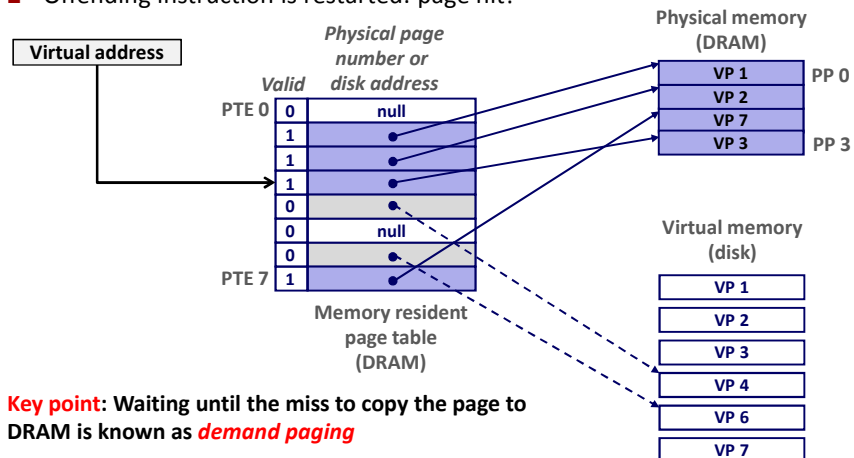 Offending instruction is restarted: page hit!
Virtual address
Physical page
number or
disk address
Valid
PTE 0
0
null
1
1
1
0
0
null
0
PTE 7
1
Memory resident
page table
(DRAM)
Physical memory
(DRAM)
VP 1
PP 0
VP 2
VP 7
VP 3
PP 3
Virtual memory
(disk)
VP 1
VP 2
VP 3
VP 4
VP 6
VP 7
Key point: Waiting until the miss to copy the page to
DRAM is known as demand paging